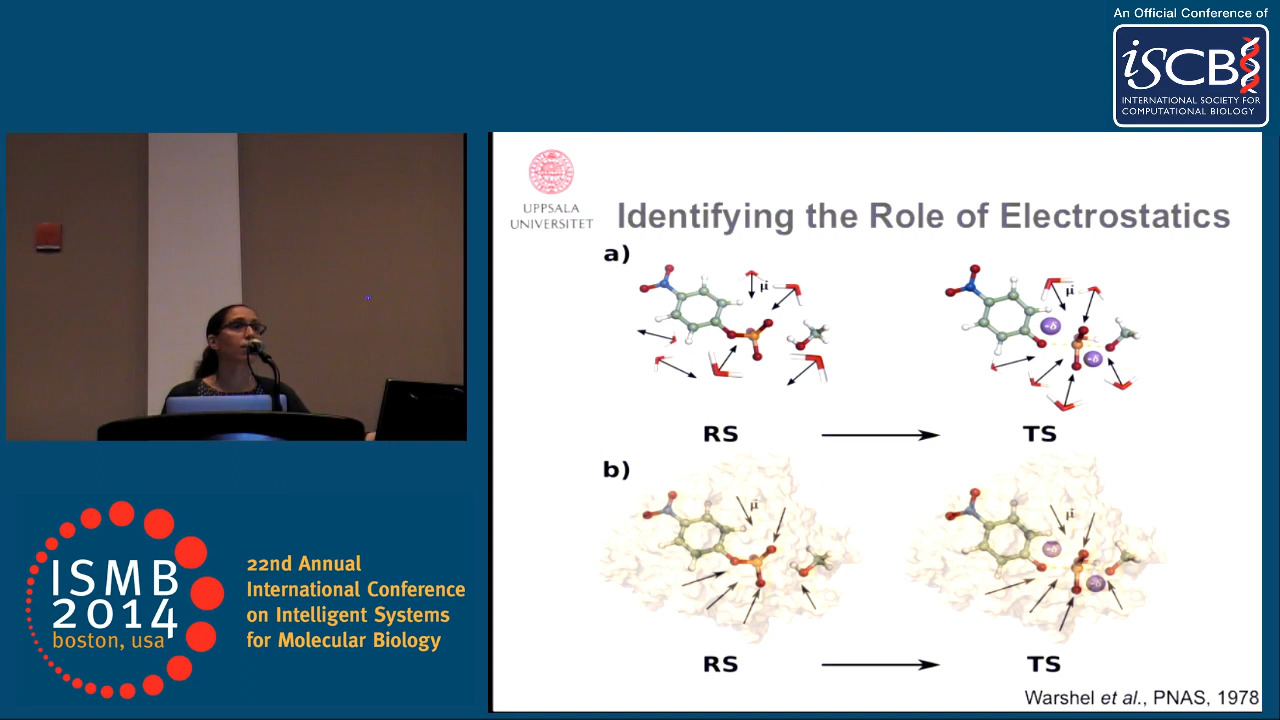 An Official Conference of
iSCB
INTERNATIONAL SOCIETY FOR
COMPUTATIONAL BIOLOGY
UPPSALA
UNIVERSITET
Identifying the Role of Electrostatics
a)
μ
μ
-δ
-δ
RS
TS
b)
μ
μ
-δ
-δ
RS
TS
Warshel et al., PNAS, 1978
ISMB
2014
boston, usa
22nd Annual
International Conference
on Intelligent Systems
for Molecular Biology